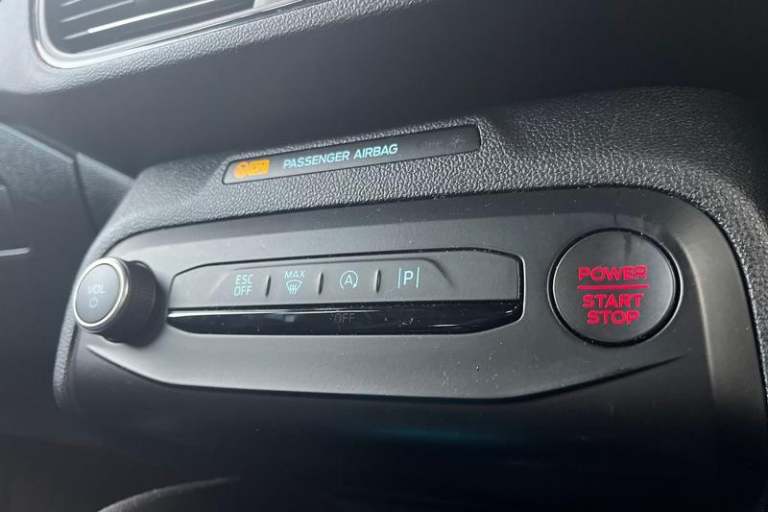 PASSENGER AIRBAG
VOL
ESC
OFF
MAX
A
P
OFF
POWER
START
STOP